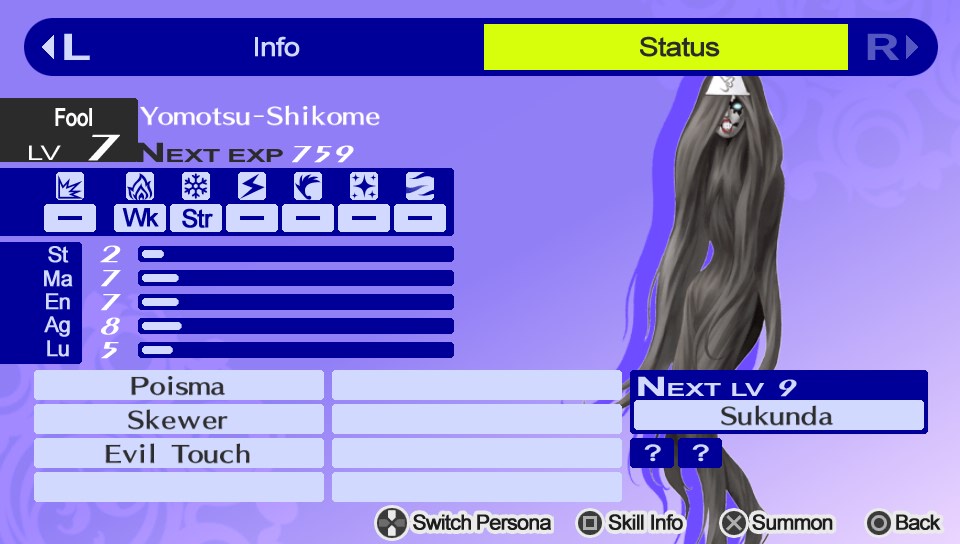 L Info Status R
Fool
LV 7
Yomotsu-Shikome
NEXT EXP 759
– Wk Str – – – –
St 2
Ma 7
En 7
Ag 8
Lu 5
Poisma
Skewer
Evil Touch
NEXT LV 9
Sukunda
? ?
Switch Persona Skill Info Summon Back